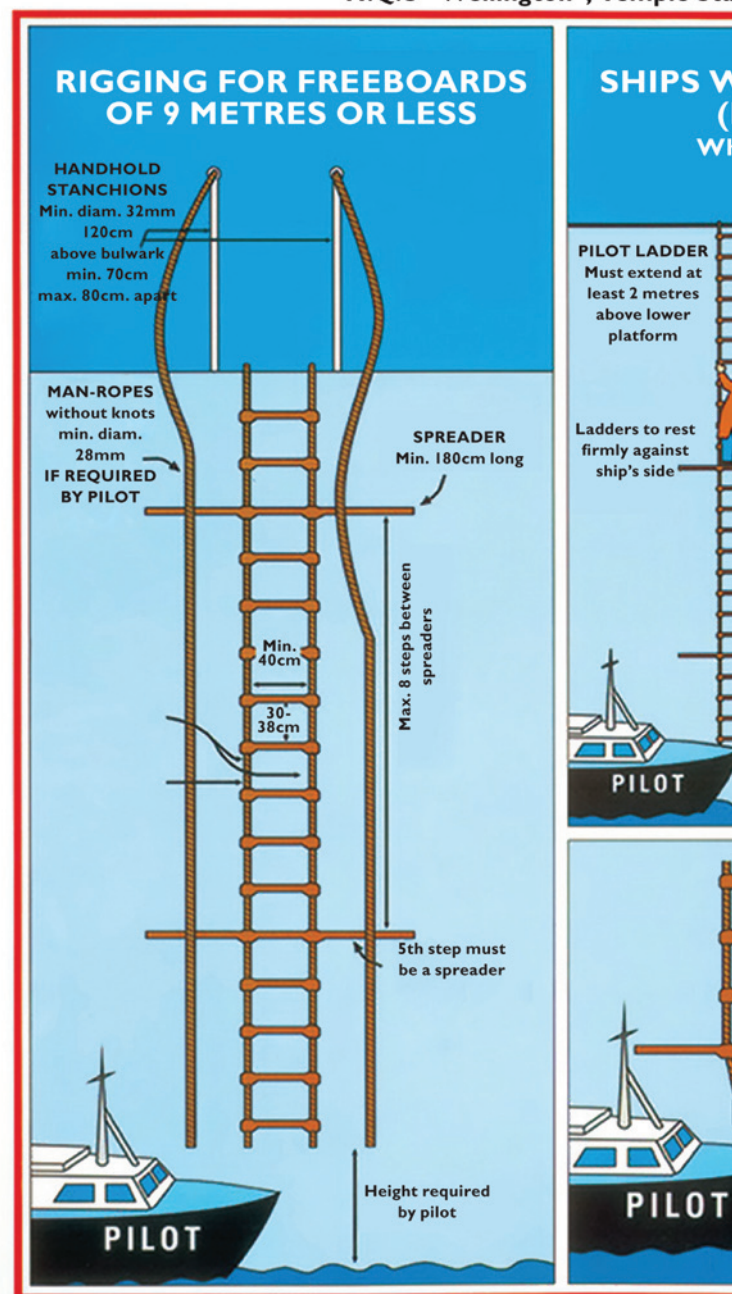 RIGGING FOR FREEBOARDS
OF 9 METRES OR LESS
HANDHOLD
STANCHIONS
Min. diam. 32mm
120cm
above bulwark
min. 70cm
max. 80cm. apart
MAN-ROPES
without knots
min. diam.
28mm
IF REQUIRED
BY PILOT
SPREADER
Min. 180cm long
Max. 8 steps between
spreaders
Min.
40cm
30-
38cm
5th step must
be a spreader
Height required
by pilot
PILOT
SHIPS W
(
WH
PILOT LADDER
Must extend at
least 2 metres
above lower
platform
Ladders to rest
firmly against
ship's side
PILOT
PILOT